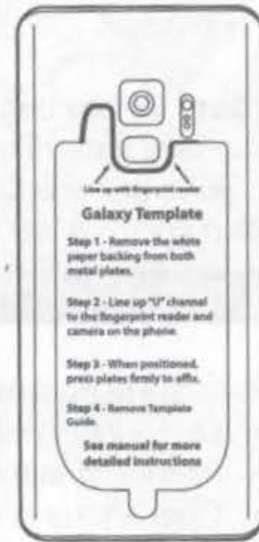 Line up with fingerprint reader
Galaxy Template
Step 1 - Remove the white
paper backing from both
metal plates.
Step 2 - Line up "U" channel
to the fingerprint reader and
camera on the phone.
Step 3 - When positioned,
press plates firmly to affix.
Step 4 - Remove Template
Guide.
See manual for more
detailed instructions